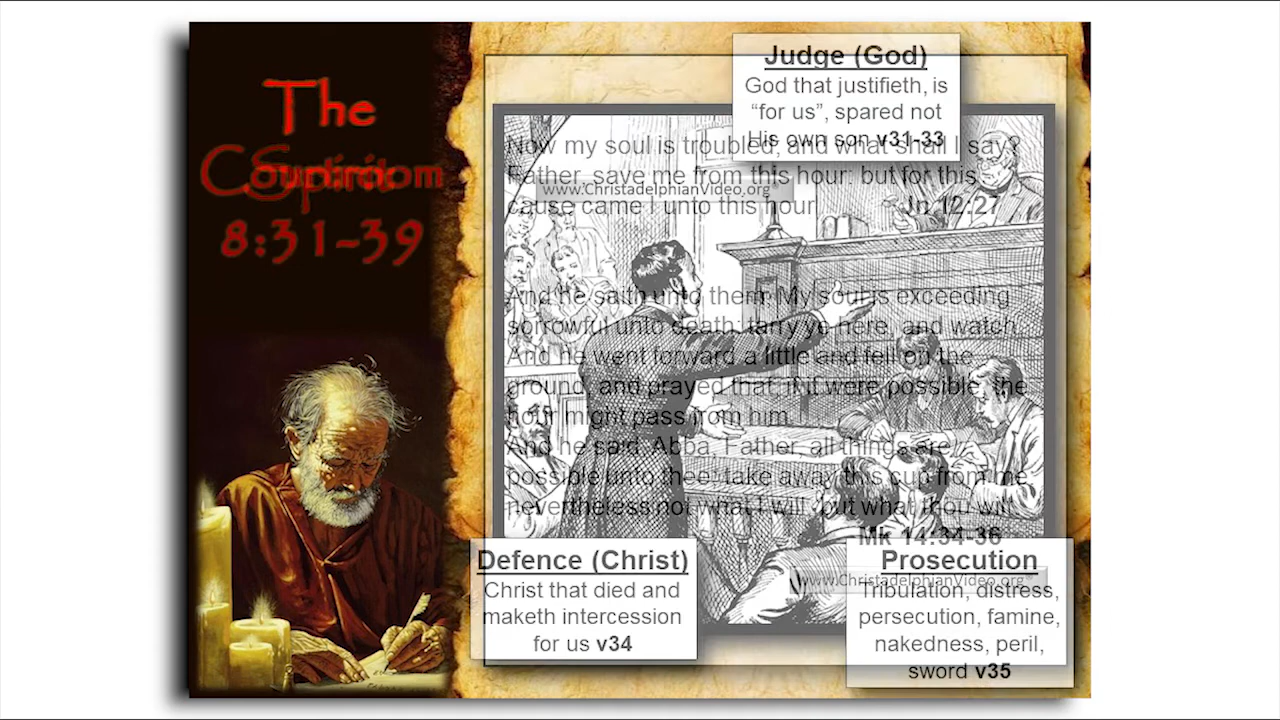 The
8:31-39
Judge (God)
God that justifieth, is
“for us”, spared not
His own son v31-33
Now my soul is troubled, and what shall I say?
Father, save me from this hour: but for this
www.ChristadelphianVideo.org
cause came I unto this hour. Jn 12:27
And he saith unto them, My soul is exceeding
sorrowful unto death: tarry ye here, and watch.
And he went forward a little and fell on the
ground, and prayed that, if it were possible, the
hour might pass from him.
And he said, Abba, Father, all things are
possible unto thee; take away this cup from me
nevertheless not what I will, but what thou wilt.
Mk 14:34-36
Defence (Christ)
Christ that died and
maketh intercession
for us v34
Prosecution
www.ChristadelphianVideo.org
Tribulation, distress,
persecution, famine,
nakedness, peril,
sword v35